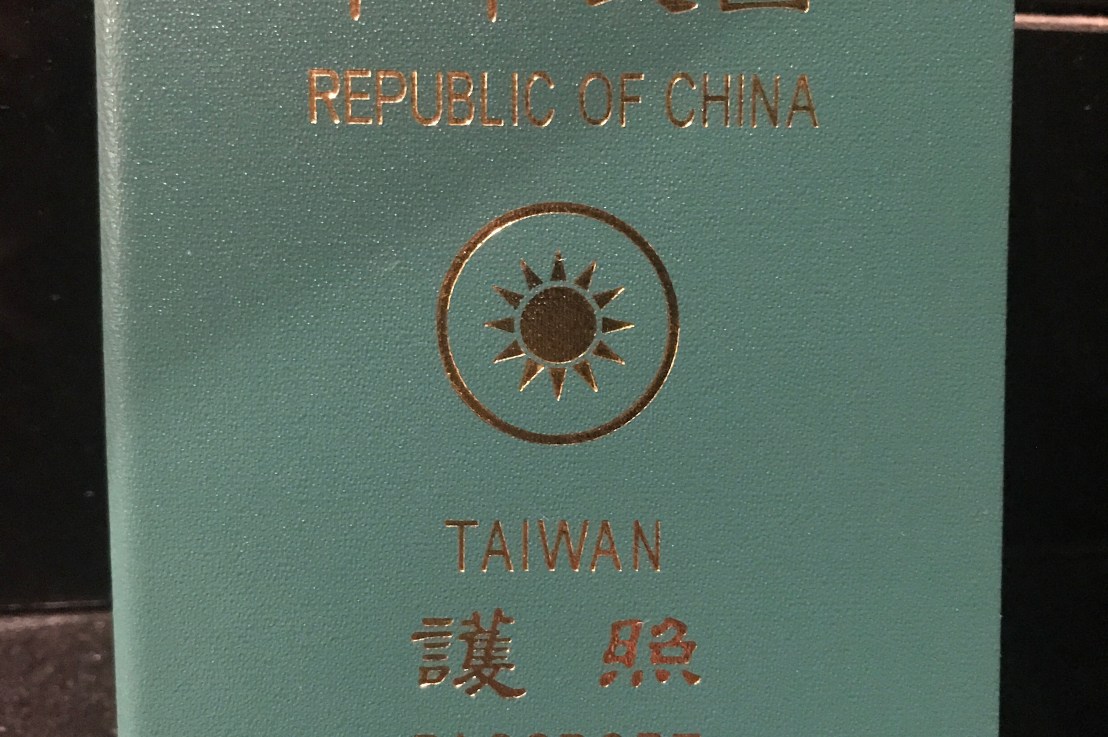 REPUBLIC OF CHINA
TAIWAN
護照